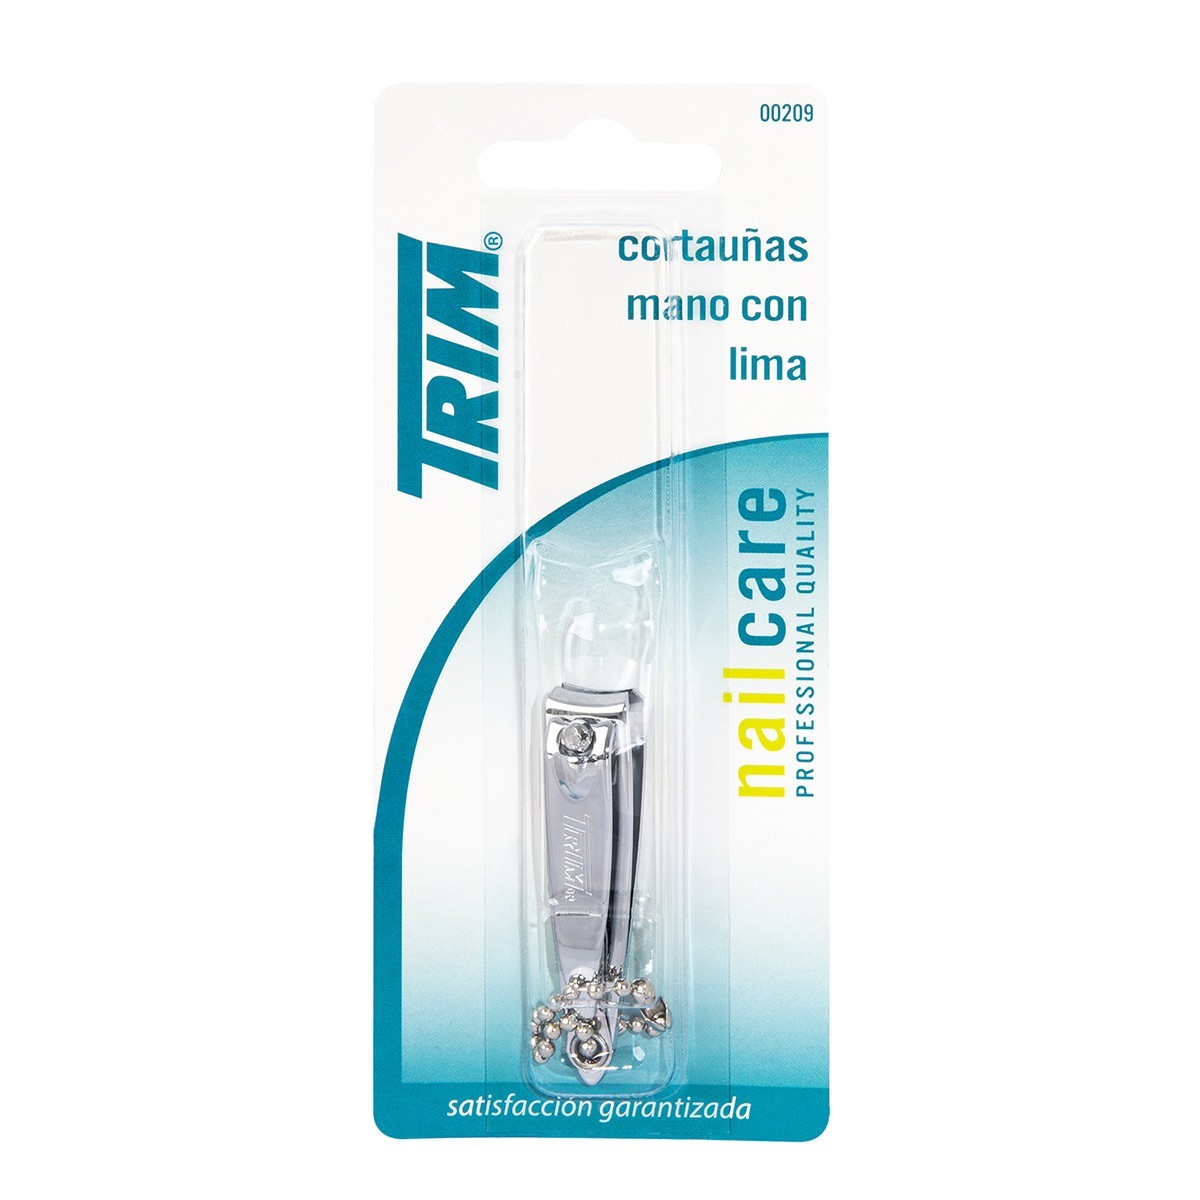 00209
TRIM®
cortauñas
mano con
lima
nail care
PROFESSIONAL QUALITY
TRIM®
satisfacción garantizada